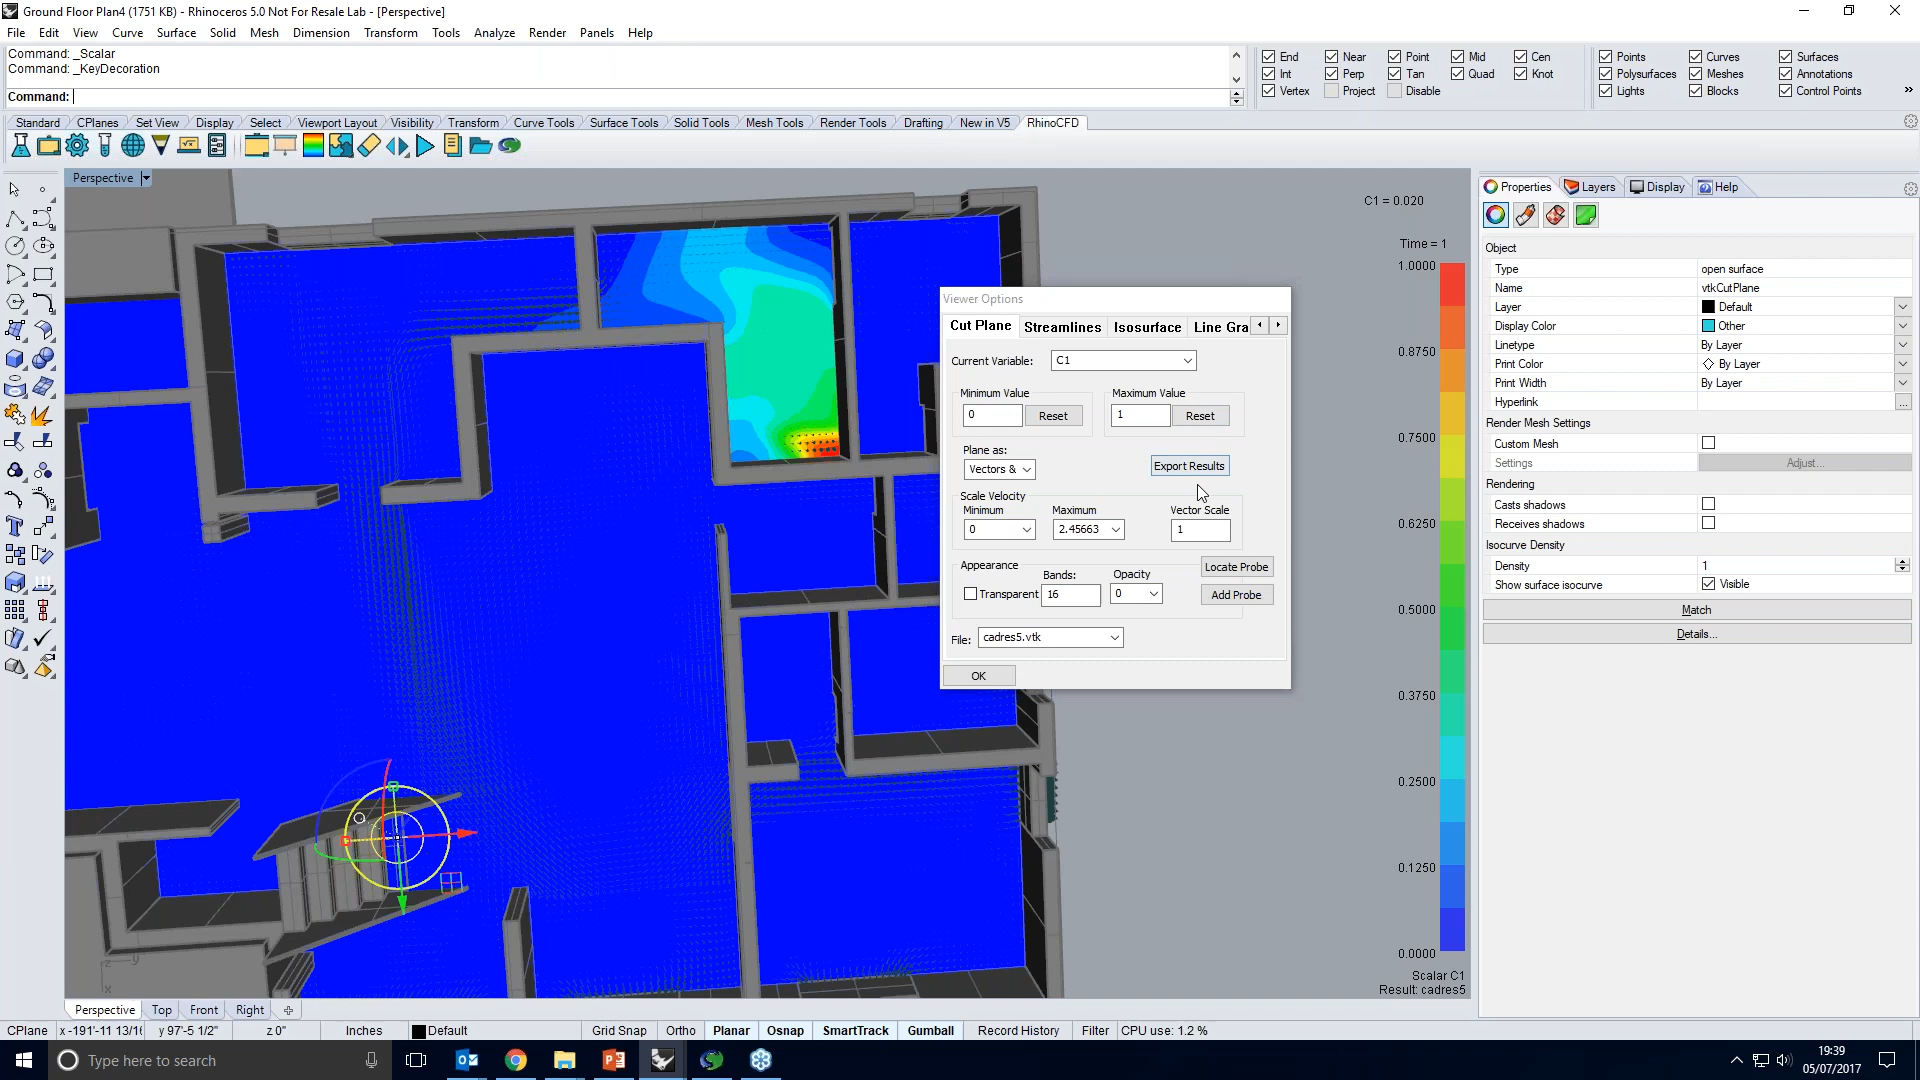 Ground Floor Plan4 (1751 KB) - Rhinoceros 5.0 Not For Resale Lab - [Perspective]
File Edit View Curve Surface Solid Mesh Dimension Transform Tools Analyze Render Panels Help
Command: _Scalar
Command: _KeyDecoration
Command:
End Near Point Mid Cen
Int Perp Tan Quad Knot
Vertex Project Disable
Points Curves Surfaces
Polysurfaces Meshes Annotations
Lights Blocks Control Points
Standard CPlanes Set View Display Select Viewport Layout Visibility Transform Curve Tools Surface Tools Solid Tools Mesh Tools Render Tools Drafting New in V5 RhinoCFD
Perspective
C1 = 0.020
Time = 1
1.0000
0.8750
0.7500
0.6250
0.5000
0.3750
0.2500
0.1250
0.0000
Scalar C1
Result: cadres5
z y
x
Viewer Options
Cut Plane Streamlines Isosurface Line Gra
Current Variable: C1
Minimum Value Maximum Value
0 Reset 1 Reset
Plane as:
Vectors & Export Results
Scale Velocity
Minimum Maximum Vector Scale
0 2.45663 1
Appearance Locate Probe
Bands: Opacity
Transparent 16 0 Add Probe
File: cadres5.vtk
OK
Properties Layers Display Help
Object
Type open surface
Name vtkCutPlane
Layer Default
Display Color Other
Linetype By Layer
Print Color By Layer
Print Width By Layer
Hyperlink ...
Render Mesh Settings
Custom Mesh
Settings Adjust...
Rendering
Casts shadows
Receives shadows
Isocurve Density
Density 1
Show surface isocurve Visible
Match
Details...
Perspective Top Front Right
CPlane x -191'-11 13/16 y 97'-5 1/2" z 0" Inches Default Grid Snap Ortho Planar Osnap SmartTrack Gumball Record History Filter CPU use: 1.2 %
Type here to search
19:39
05/07/2017